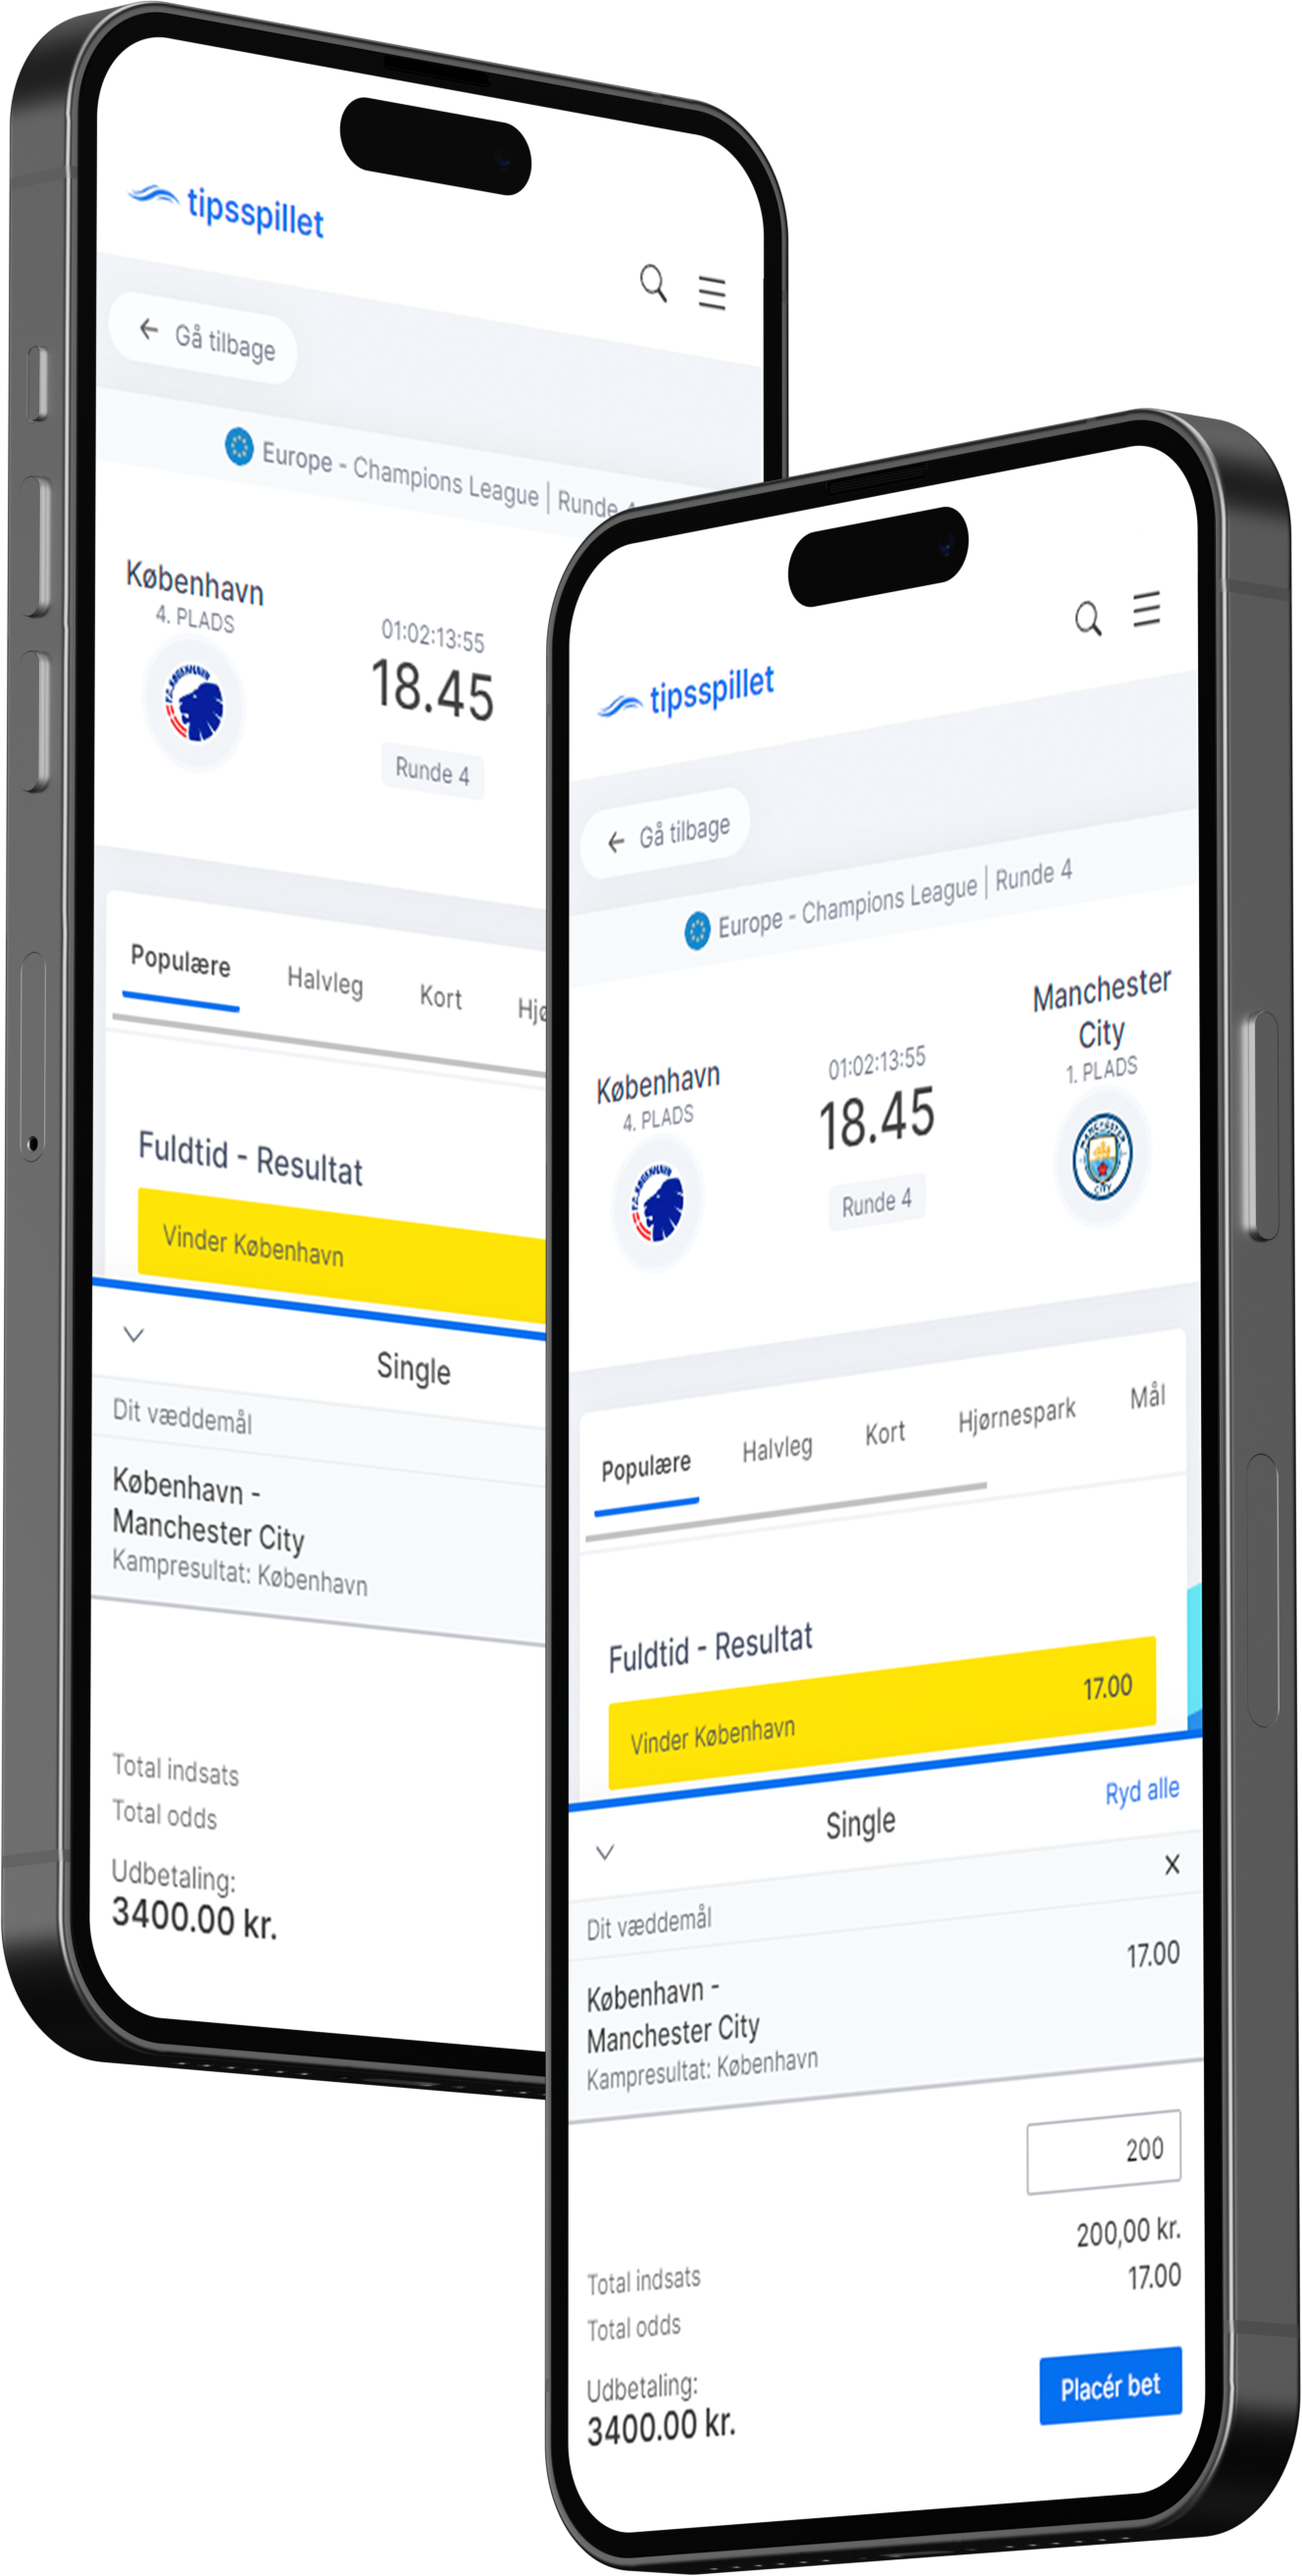 tipsspillet
Gå tilbage
Europe - Champions League | Runde
København
4. PLADS
01:02:13:55
18.45
Runde 4
Populære Halvleg Kort Hjø
Fuldtid - Resultat
Vinder København
Single
Dit væddemål
København -
Manchester City
Kampresultat: København
Total indsats
Total odds
Udbetaling:
3400.00 kr.
tipsspillet
Gå tilbage
Europe - Champions League | Runde 4
København
4. PLADS
01:02:13:55
18.45
Runde 4
Manchester
City
1. PLADS
MANCHESTER
CITY
Populære Halvleg Kort Hjørnespark Mål
Fuldtid - Resultat
Vinder København 17.00
Single Ryd alle
Dit væddemål X
København -
Manchester City
Kampresultat: København
17.00
200
Total indsats 200,00 kr.
Total odds 17.00
Udbetaling:
3400.00 kr.
Placér bet